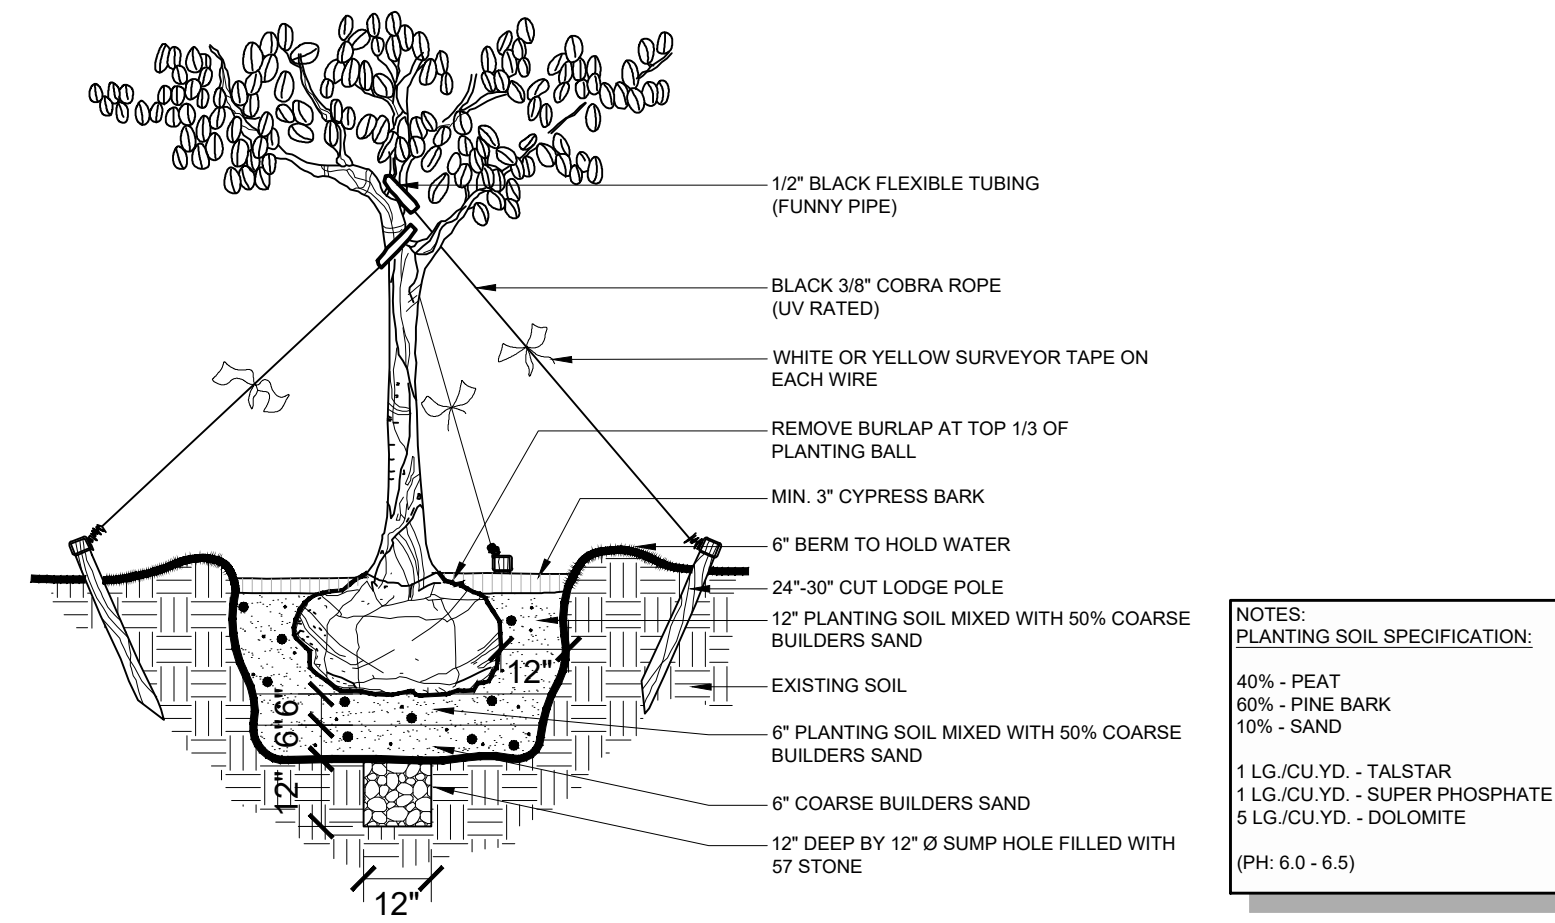 1/2" BLACK FLEXIBLE TUBING
(FUNNY PIPE)
BLACK 3/8" COBRA ROPE
(UV RATED)
WHITE OR YELLOW SURVEYOR TAPE ON
EACH WIRE
REMOVE BURLAP AT TOP 1/3 OF
PLANTING BALL
MIN. 3" CYPRESS BARK
6" BERM TO HOLD WATER
24"-30" CUT LODGE POLE
12" PLANTING SOIL MIXED WITH 50% COARSE
BUILDERS SAND
EXISTING SOIL
6" PLANTING SOIL MIXED WITH 50% COARSE
BUILDERS SAND
6" COARSE BUILDERS SAND
12" DEEP BY 12" Ø SUMP HOLE FILLED WITH
57 STONE
12"
6"
6"
12"
12"
NOTES:
PLANTING SOIL SPECIFICATION:
40% - PEAT
60% - PINE BARK
10% - SAND
1 LG./CU.YD. - TALSTAR
1 LG./CU.YD. - SUPER PHOSPHATE
5 LG./CU.YD. - DOLOMITE
(PH: 6.0 - 6.5)